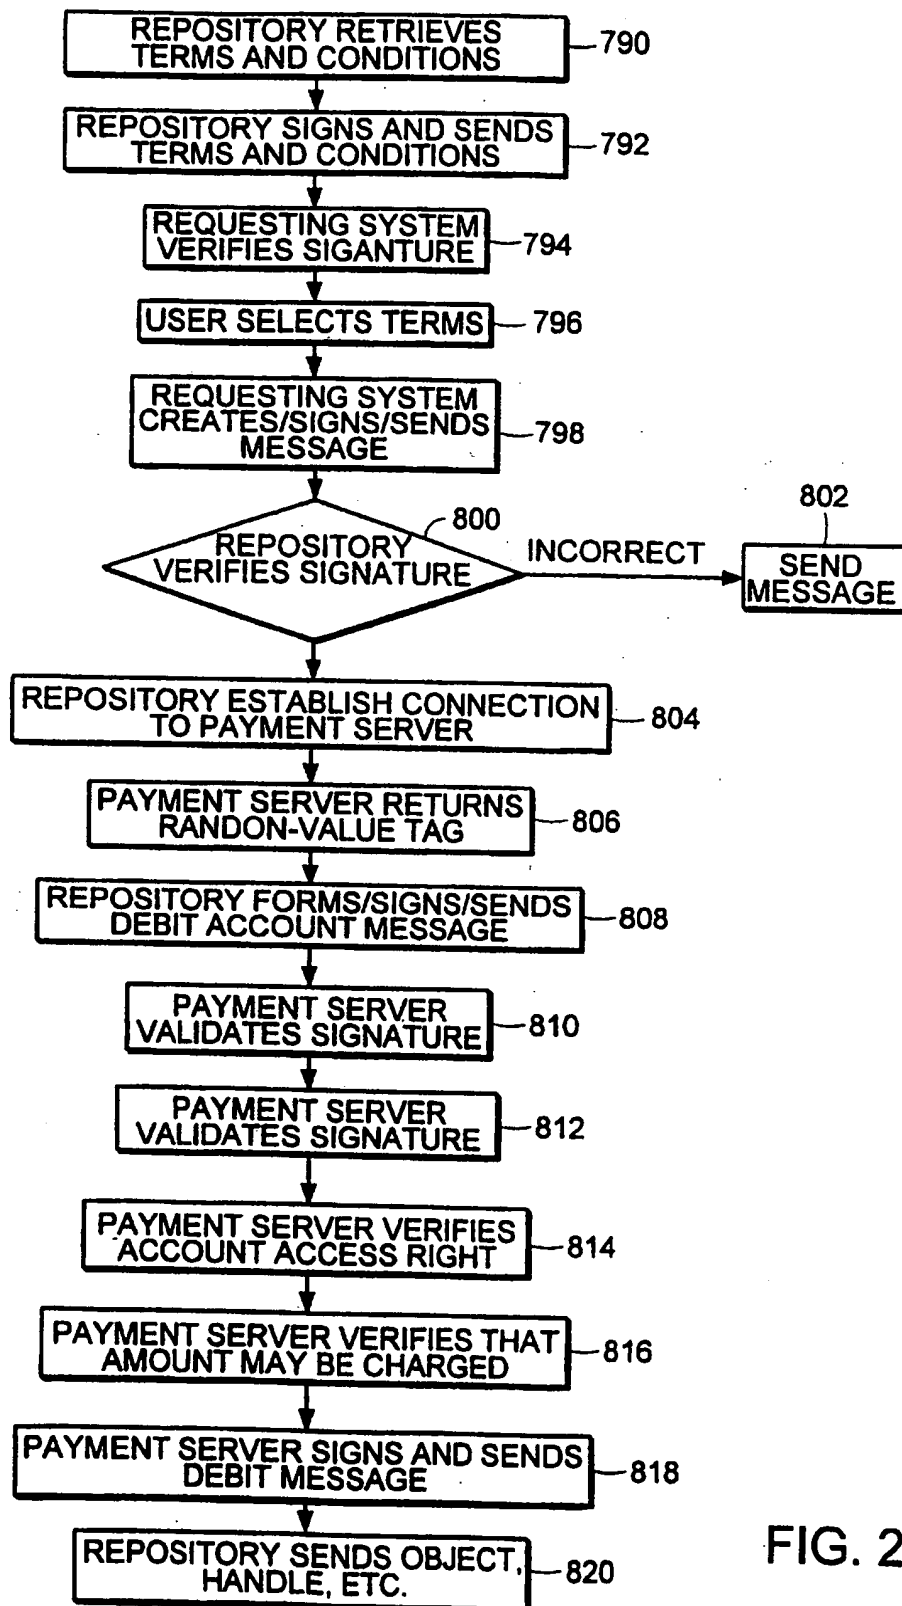 REPOSITORY RETRIEVES
TERMS AND CONDITIONS
790
REPOSITORY SIGNS AND SENDS
TERMS AND CONDITIONS
792
REQUESTING SYSTEM
VERIFIES SIGANTURE
794
USER SELECTS TERMS
796
REQUESTING SYSTEM
CREATES/SIGNS/SENDS
MESSAGE
798
800
REPOSITORY
VERIFIES SIGNATURE
INCORRECT
802
SEND
MESSAGE
REPOSITORY ESTABLISH CONNECTION
TO PAYMENT SERVER
804
PAYMENT SERVER RETURNS
RANDON-VALUE TAG
806
REPOSITORY FORMS/SIGNS/SENDS
DEBIT ACCOUNT MESSAGE
808
PAYMENT SERVER
VALIDATES SIGNATURE
810
PAYMENT SERVER
VALIDATES SIGNATURE
812
PAYMENT SERVER VERIFIES
ACCOUNT ACCESS RIGHT
814
PAYMENT SERVER VERIFIES THAT
AMOUNT MAY BE CHARGED
816
PAYMENT SERVER SIGNS AND SENDS
DEBIT MESSAGE
818
REPOSITORY SENDS OBJECT,
HANDLE, ETC.
820
FIG. 2